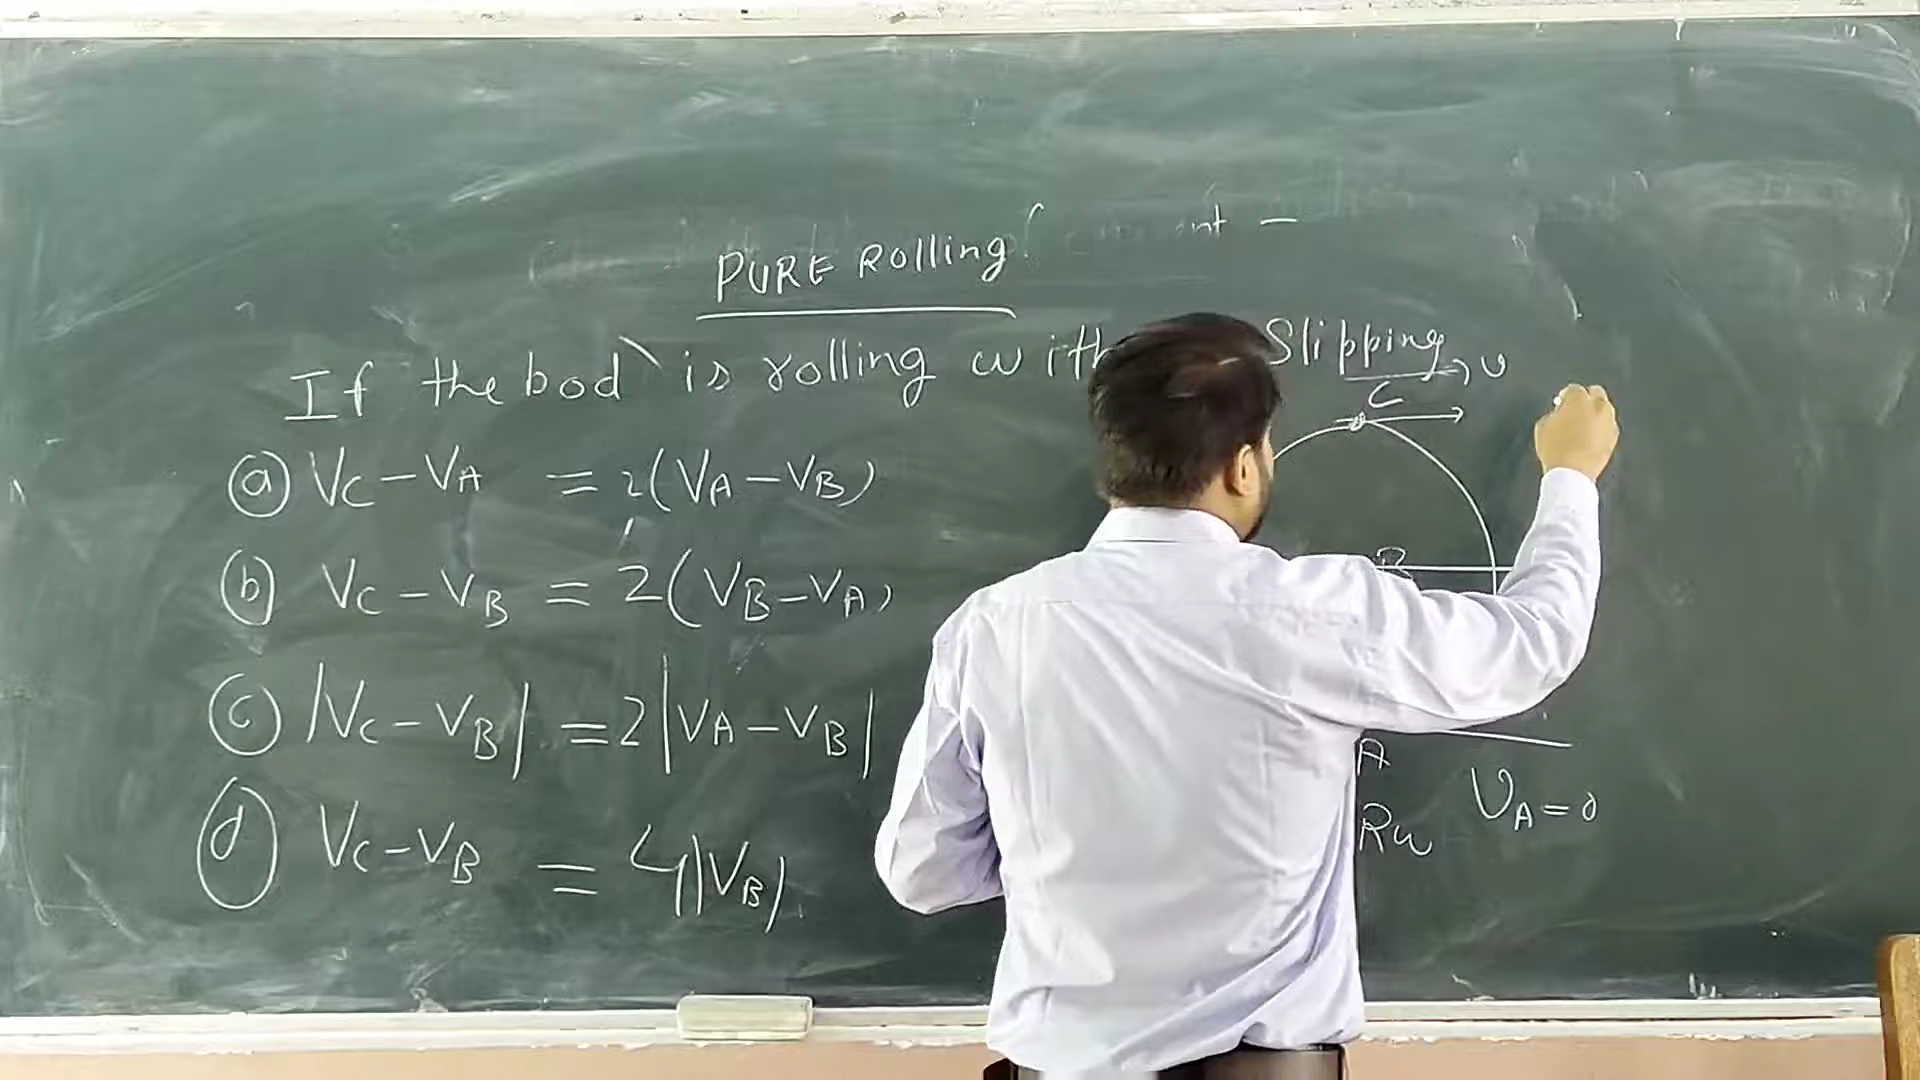 PURE Rolling
If the bod is rolling with Slipping
ⓐ VC - VA = 2(VA - VB)
ⓑ VC - VB = 2(VB - VA)
ⓒ |VC - VB| = 2|VA - VB|
ⓓ VC - VB = 4|VB|
υ
C
B
A
υA = 0
Rω